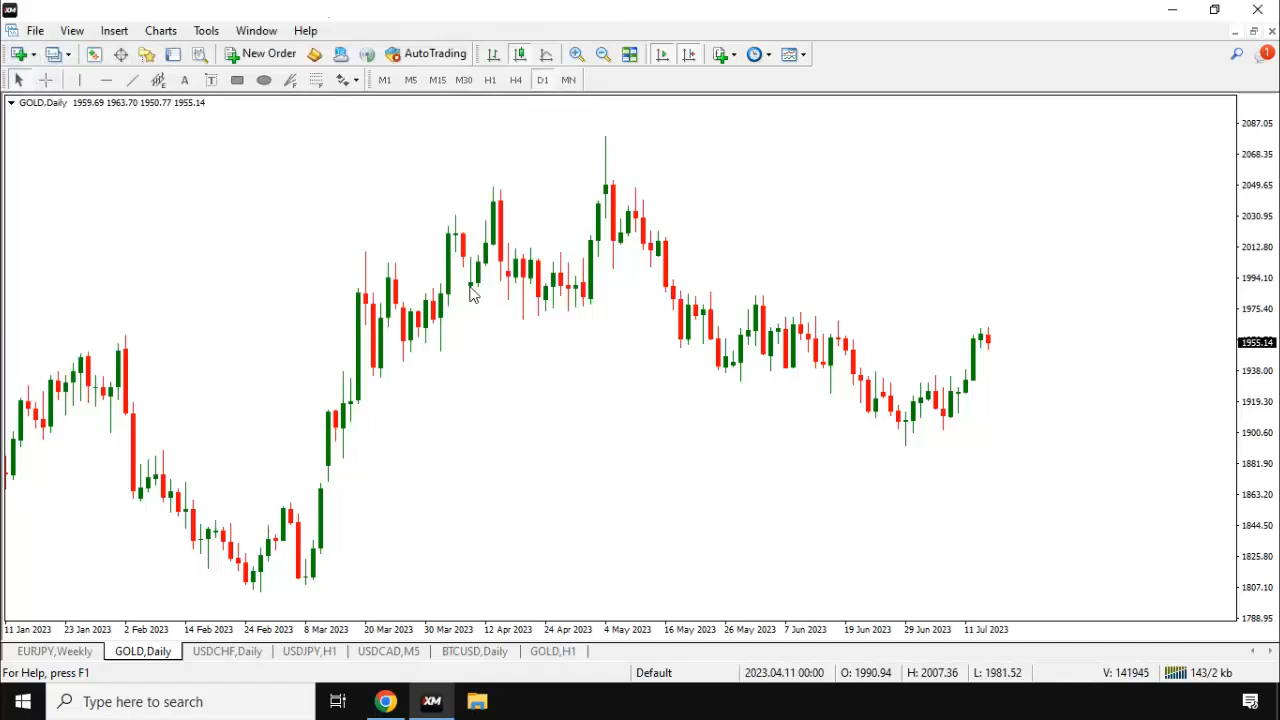 XM
File View Insert Charts Tools Window Help
New Order AutoTrading
A T M1 M5 M15 M30 H1 H4 D1 MN
GOLD,Daily 1959.69 1963.70 1950.77 1955.14
2087.05
2068.35
2049.65
2030.95
2012.80
1994.10
1975.40
1955.14
1938.00
1919.30
1900.60
1881.90
1863.20
1844.50
1825.80
1807.10
1788.95
11 Jan 2023 23 Jan 2023 2 Feb 2023 14 Feb 2023 24 Feb 2023 8 Mar 2023 20 Mar 2023 30 Mar 2023 12 Apr 2023 24 Apr 2023 4 May 2023 16 May 2023 26 May 2023 7 Jun 2023 19 Jun 2023 29 Jun 2023 11 Jul 2023
EURJPY,Weekly GOLD,Daily USDCHF,Daily USDJPY,H1 USDCAD,M5 BTCUSD,Daily GOLD,H1
For Help, press F1 Default 2023.04.11 00:00 O: 1990.94 H: 2007.36 L: 1981.52 V: 141945 143/2 kb
Type here to search XM